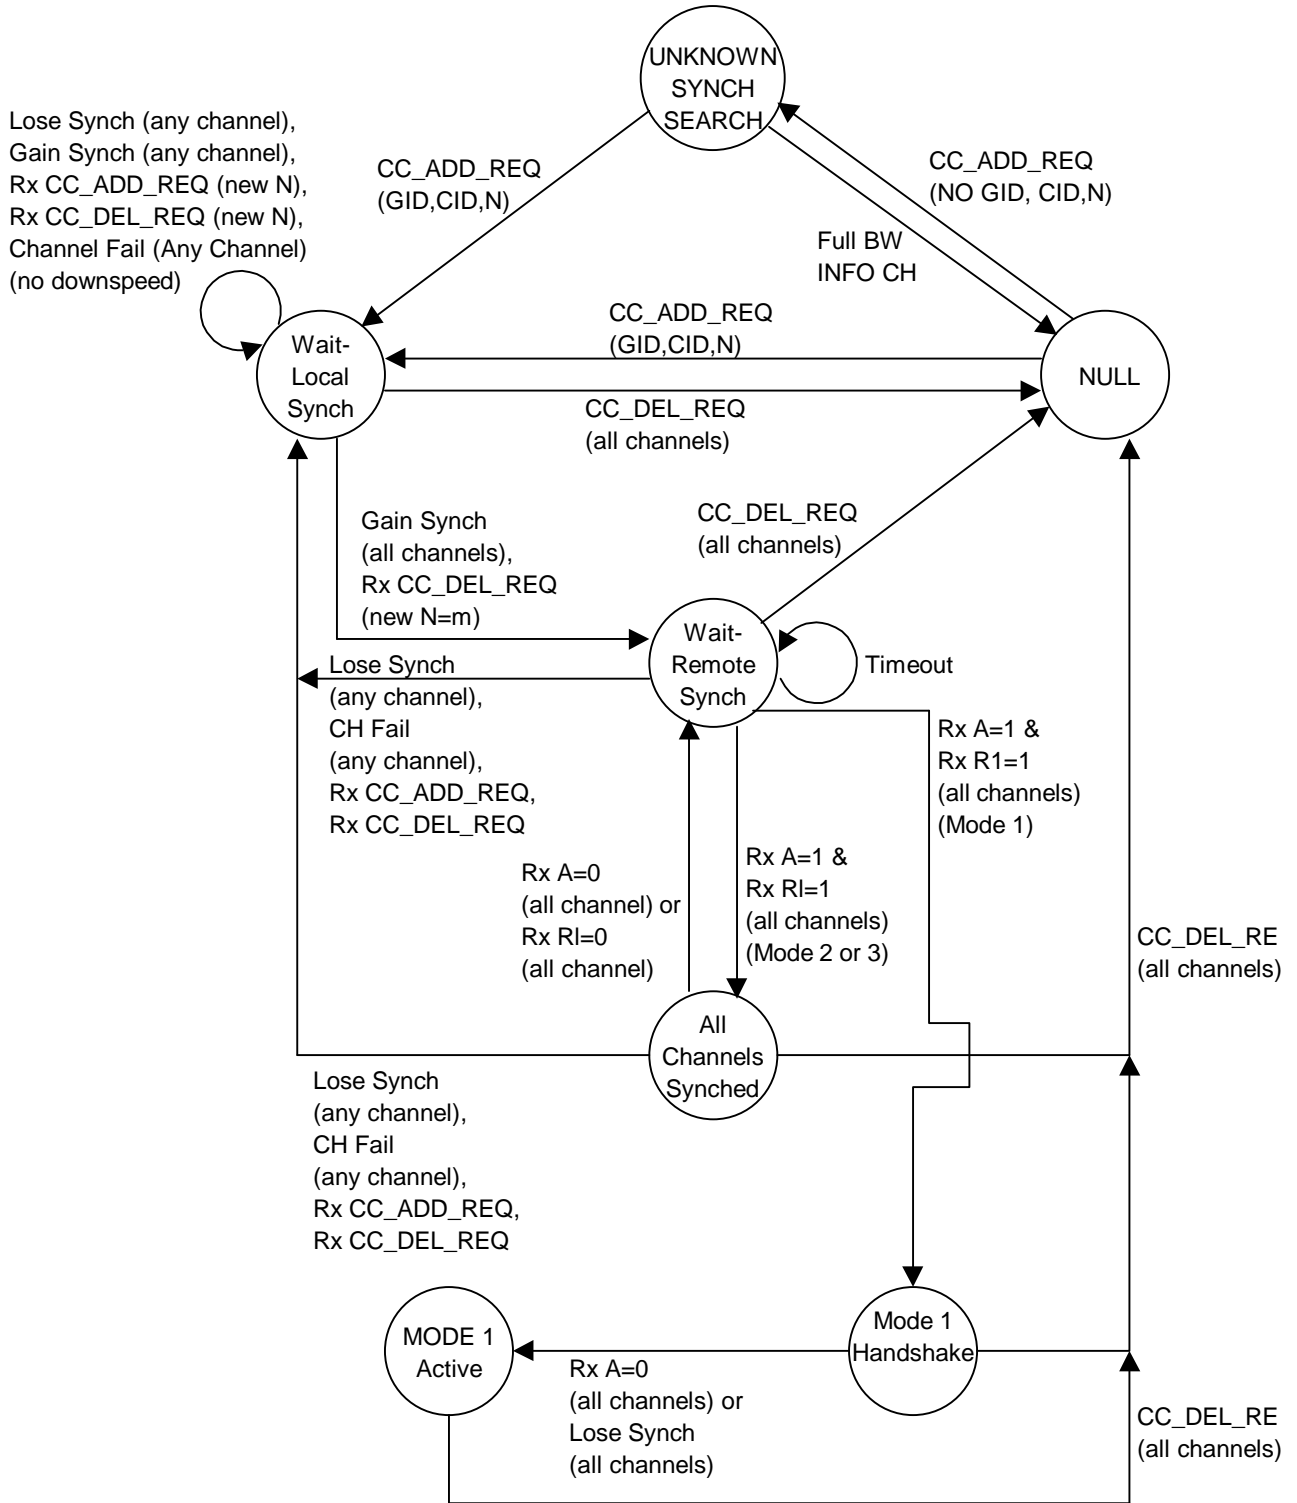 UNKNOWN
SYNCH
SEARCH
Lose Synch (any channel),
Gain Synch (any channel),
Rx CC_ADD_REQ (new N),
Rx CC_DEL_REQ (new N),
Channel Fail (Any Channel)
(no downspeed)
CC_ADD_REQ
(GID,CID,N)
CC_ADD_REQ
(NO GID, CID,N)
Full BW
INFO CH
CC_ADD_REQ
(GID,CID,N)
Wait-
Local
Synch
NULL
CC_DEL_REQ
(all channels)
Gain Synch
(all channels),
Rx CC_DEL_REQ
(new N=m)
CC_DEL_REQ
(all channels)
Wait-
Remote
Synch
Timeout
Lose Synch
(any channel),
CH Fail
(any channel),
Rx CC_ADD_REQ,
Rx CC_DEL_REQ
Rx A=1 &
Rx R1=1
(all channels)
(Mode 1)
Rx A=0
(all channel) or
Rx RI=0
(all channel)
Rx A=1 &
Rx RI=1
(all channels)
(Mode 2 or 3)
CC_DEL_RE
(all channels)
All
Channels
Synched
Lose Synch
(any channel),
CH Fail
(any channel),
Rx CC_ADD_REQ,
Rx CC_DEL_REQ
MODE 1
Active
Mode 1
Handshake
Rx A=0
(all channels) or
Lose Synch
(all channels)
CC_DEL_RE
(all channels)